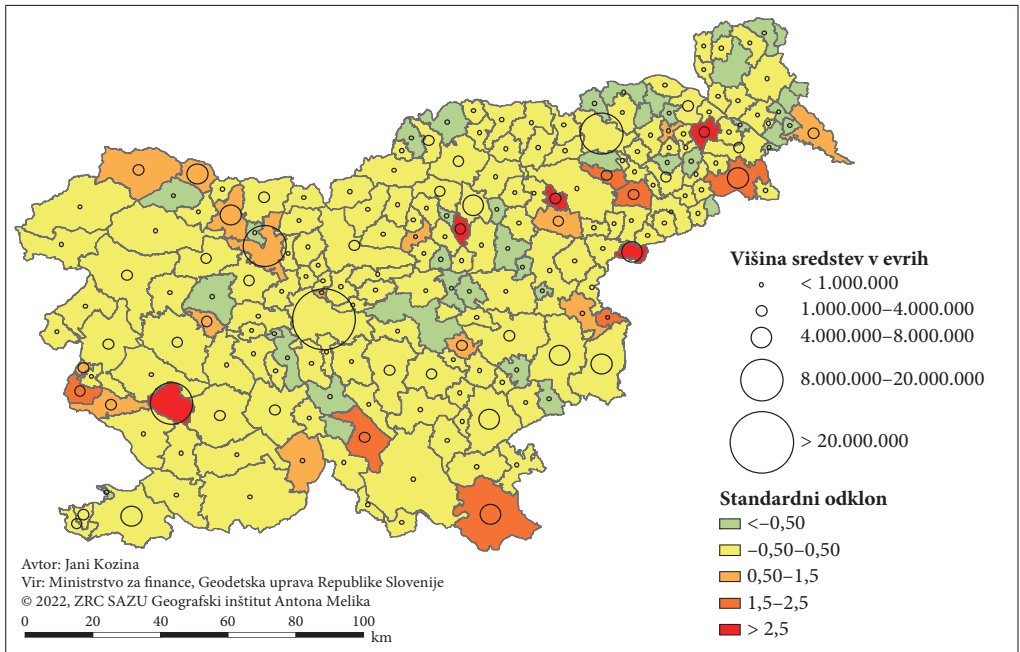 Višina sredstev v evrih
< 1.000.000
1.000.000–4.000.000
4.000.000–8.000.000
8.000.000–20.000.000
> 20.000.000
Standardni odklon
<–0,50
–0,50–0,50
0,50–1,5
1,5–2,5
> 2,5
Avtor: Jani Kozina
Vir: Ministrstvo za finance, Geodetska uprava Republike Slovenije
© 2022, ZRC SAZU Geografski inštitut Antona Melika
0 20 40 60 80 100
km